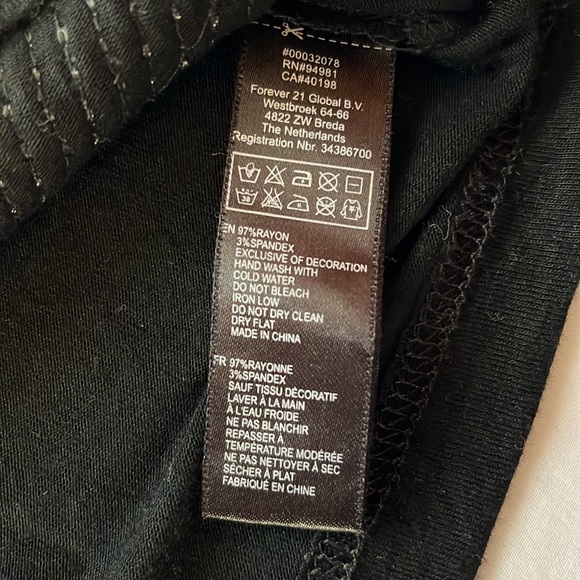 #00032078
RN#94981
CA#40198
Forever 21 Global B.V.
Westbroek 64-66
4822 ZW Breda
The Netherlands
Registration Nbr. 34386700
30
EN 97%RAYON
3%SPANDEX
EXCLUSIVE OF DECORATION
HAND WASH WITH
COLD WATER
DO NOT BLEACH
IRON LOW
DO NOT DRY CLEAN
DRY FLAT
MADE IN CHINA
FR 97%RAYONNE
3%SPANDEX
SAUF TISSU DÉCORATIF
LAVER À LA MAIN
À L'EAU FROIDE
NE PAS BLANCHIR
REPASSER À
TEMPÉRATURE MODÉRÉE
NE PAS NETTOYER À SEC
SÉCHER À PLAT
FABRIQUÉ EN CHINE